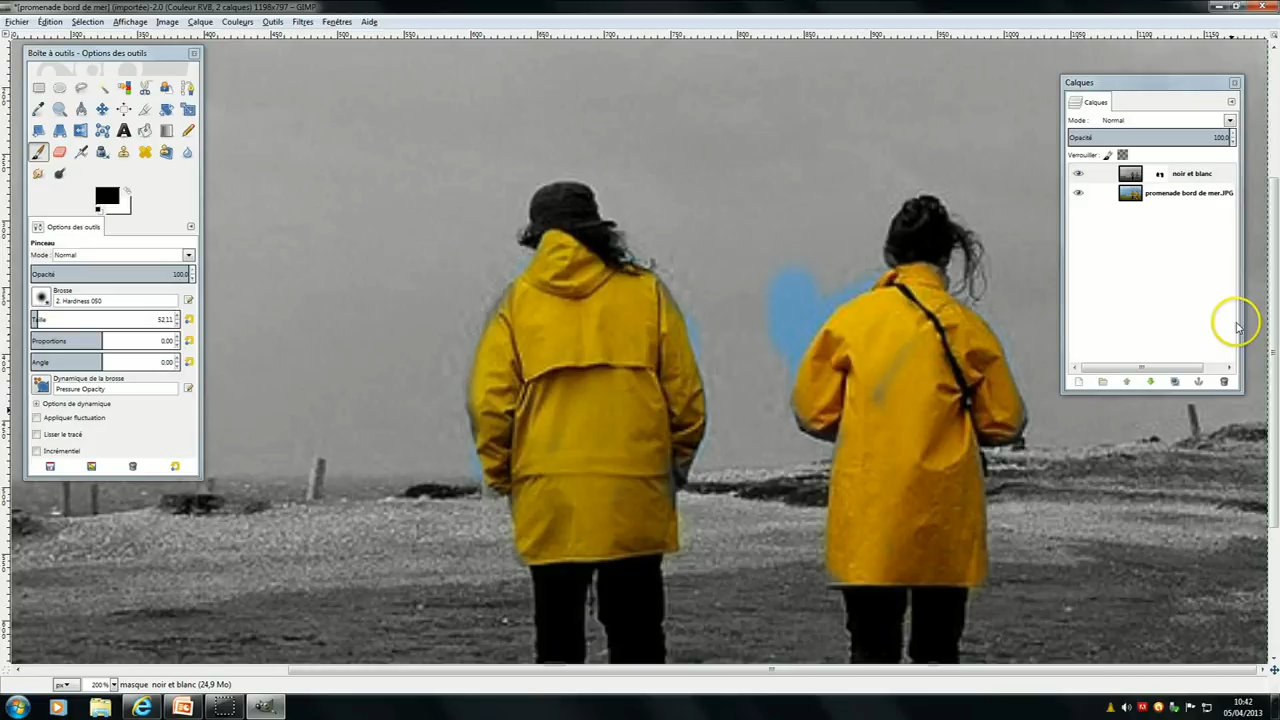 *[promenade bord de mer] (importée)-2.0 (Couleur RVB, 2 calques) 1198x797 – GIMP
Fichier Édition Sélection Affichage Image Calque Couleurs Outils Filtres Fenêtres Aide
Boîte à outils - Options des outils
Options des outils
Pinceau
Mode : Normal
Opacité 100,0
Brosse
2. Hardness 050
Taille 52,11
Proportions 0,00
Angle 0,00
Dynamique de la brosse
Pressure Opacity
Options de dynamique
Appliquer fluctuation
Lisser le tracé
Incrémentiel
Calques
Calques
Mode : Normal
Opacité 100,0
Verrouiller :
noir et blanc
promenade bord de mer.JPG
px 200% masque noir et blanc (24,9 Mo)
10:42
05/04/2013